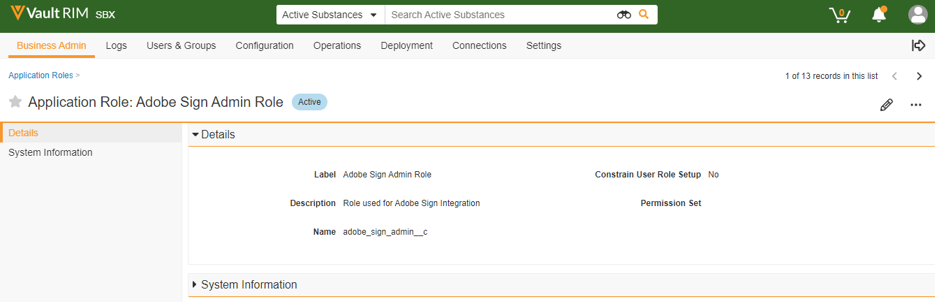 Vault RIM SBX Active Substances Search Active Substances 0
Business Admin Logs Users & Groups Configuration Operations Deployment Connections Settings
Application Roles > 1 of 13 records in this list
Application Role: Adobe Sign Admin Role Active
Details
System Information
Details
Label Adobe Sign Admin Role Constrain User Role Setup No
Description Role used for Adobe Sign Integration Permission Set
Name adobe_sign_admin__c
System Information